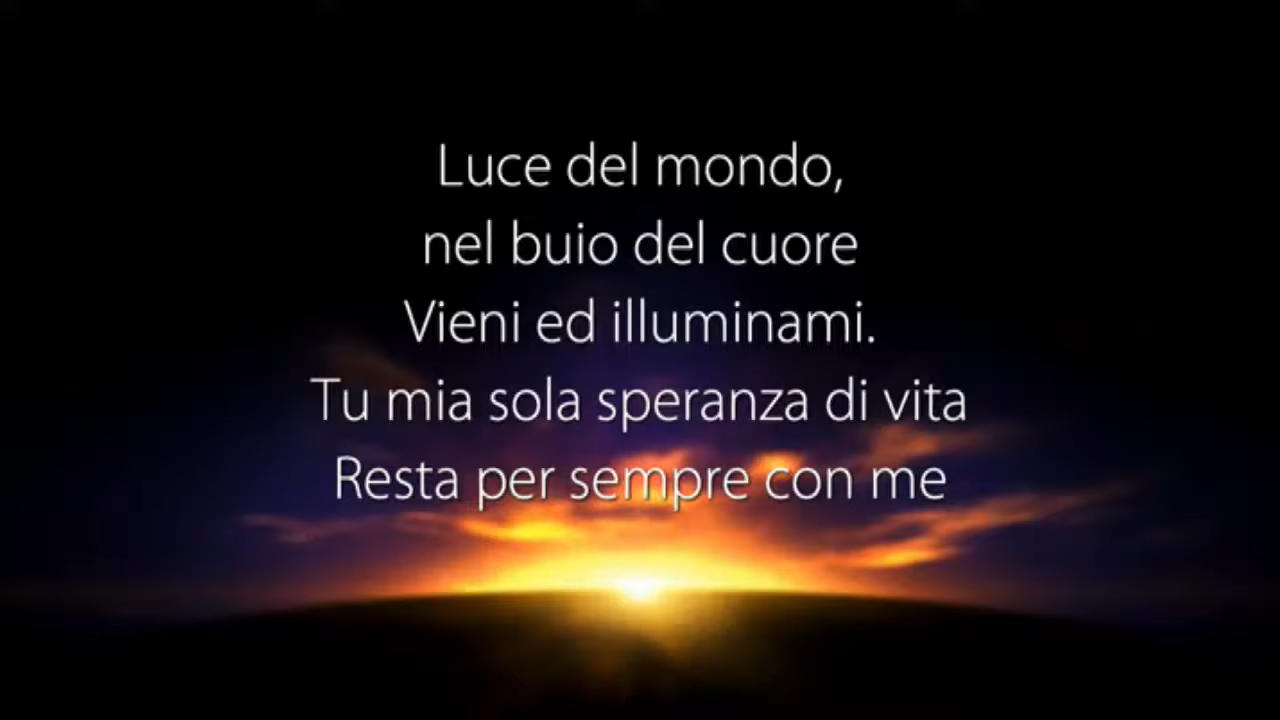 Luce del mondo,
nel buio del cuore
Vieni ed illuminami.
Tu mia sola speranza di vita
Resta per sempre con me